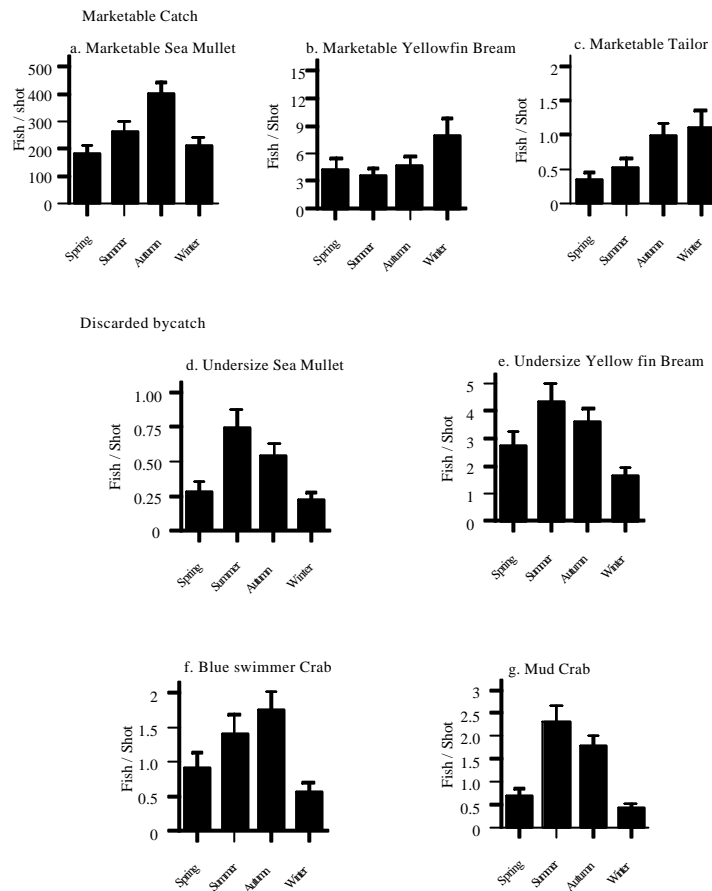 Marketable Catch
a. Marketable Sea Mullet
b. Marketable Yellowfin Bream
c. Marketable Tailor
Fish / shot
500
400
300
200
100
0
Spring
Summer
Autumn
Winter
Fish / Shot
15
12
9
6
3
0
Spring
Summer
Autumn
Winter
Fish / Shot
2
1.5
1.0
0.5
0
Spring
Summer
Autumn
Winter
Discarded bycatch
d. Undersize Sea Mullet
e. Undersize Yellow fin Bream
Fish / Shot
1.00
0.75
0.50
0.25
0
Spring
Summer
Autumn
Winter
Fish / Shot
5
4
3
2
1
0
Spring
Summer
Autumn
Winter
f. Blue swimmer Crab
g. Mud Crab
Fish / Shot
2
1.5
1.0
0.5
0
Spring
Summer
Autumn
Winter
Fish / Shot
3
2.5
2.0
1.0
0.5
0
Spring
Summer
Autumn
Winter